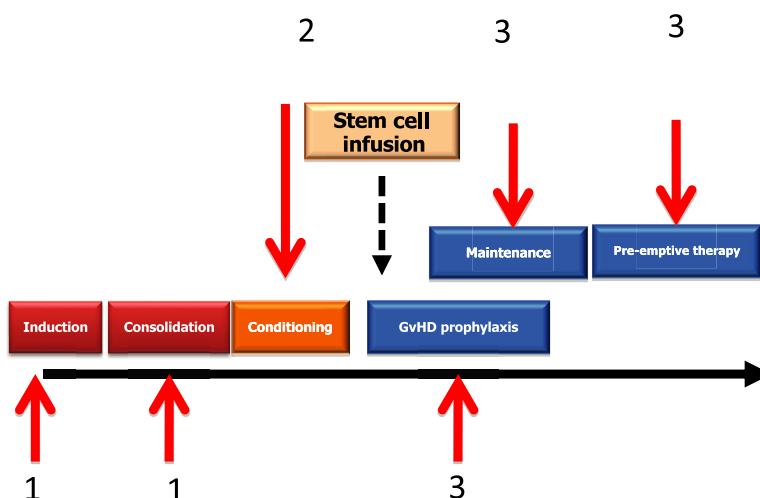 2
3
3
Stem cell
infusion
Maintenance
Pre-emptive therapy
Induction
Consolidation
Conditioning
GvHD prophylaxis
1
1
3